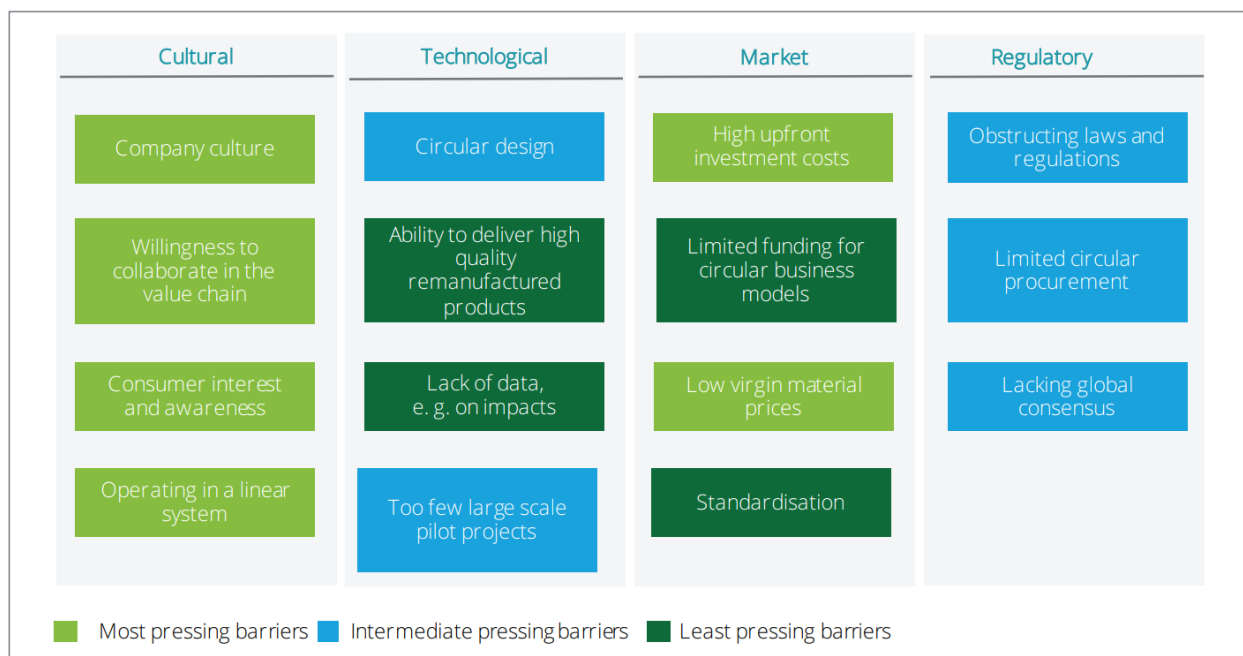 Cultural
Company culture
Willingness to
collaborate in the
value chain
Consumer interest
and awareness
Operating in a linear
system
Technological
Circular design
Ability to deliver high
quality
remanufactured
products
Lack of data,
e. g. on impacts
Too few large scale
pilot projects
Market
High upfront
investment costs
Limited funding for
circular business
models
Low virgin material
prices
Standardisation
Regulatory
Obstructing laws and
regulations
Limited circular
procurement
Lacking global
consensus
Most pressing barriers
Intermediate pressing barriers
Least pressing barriers